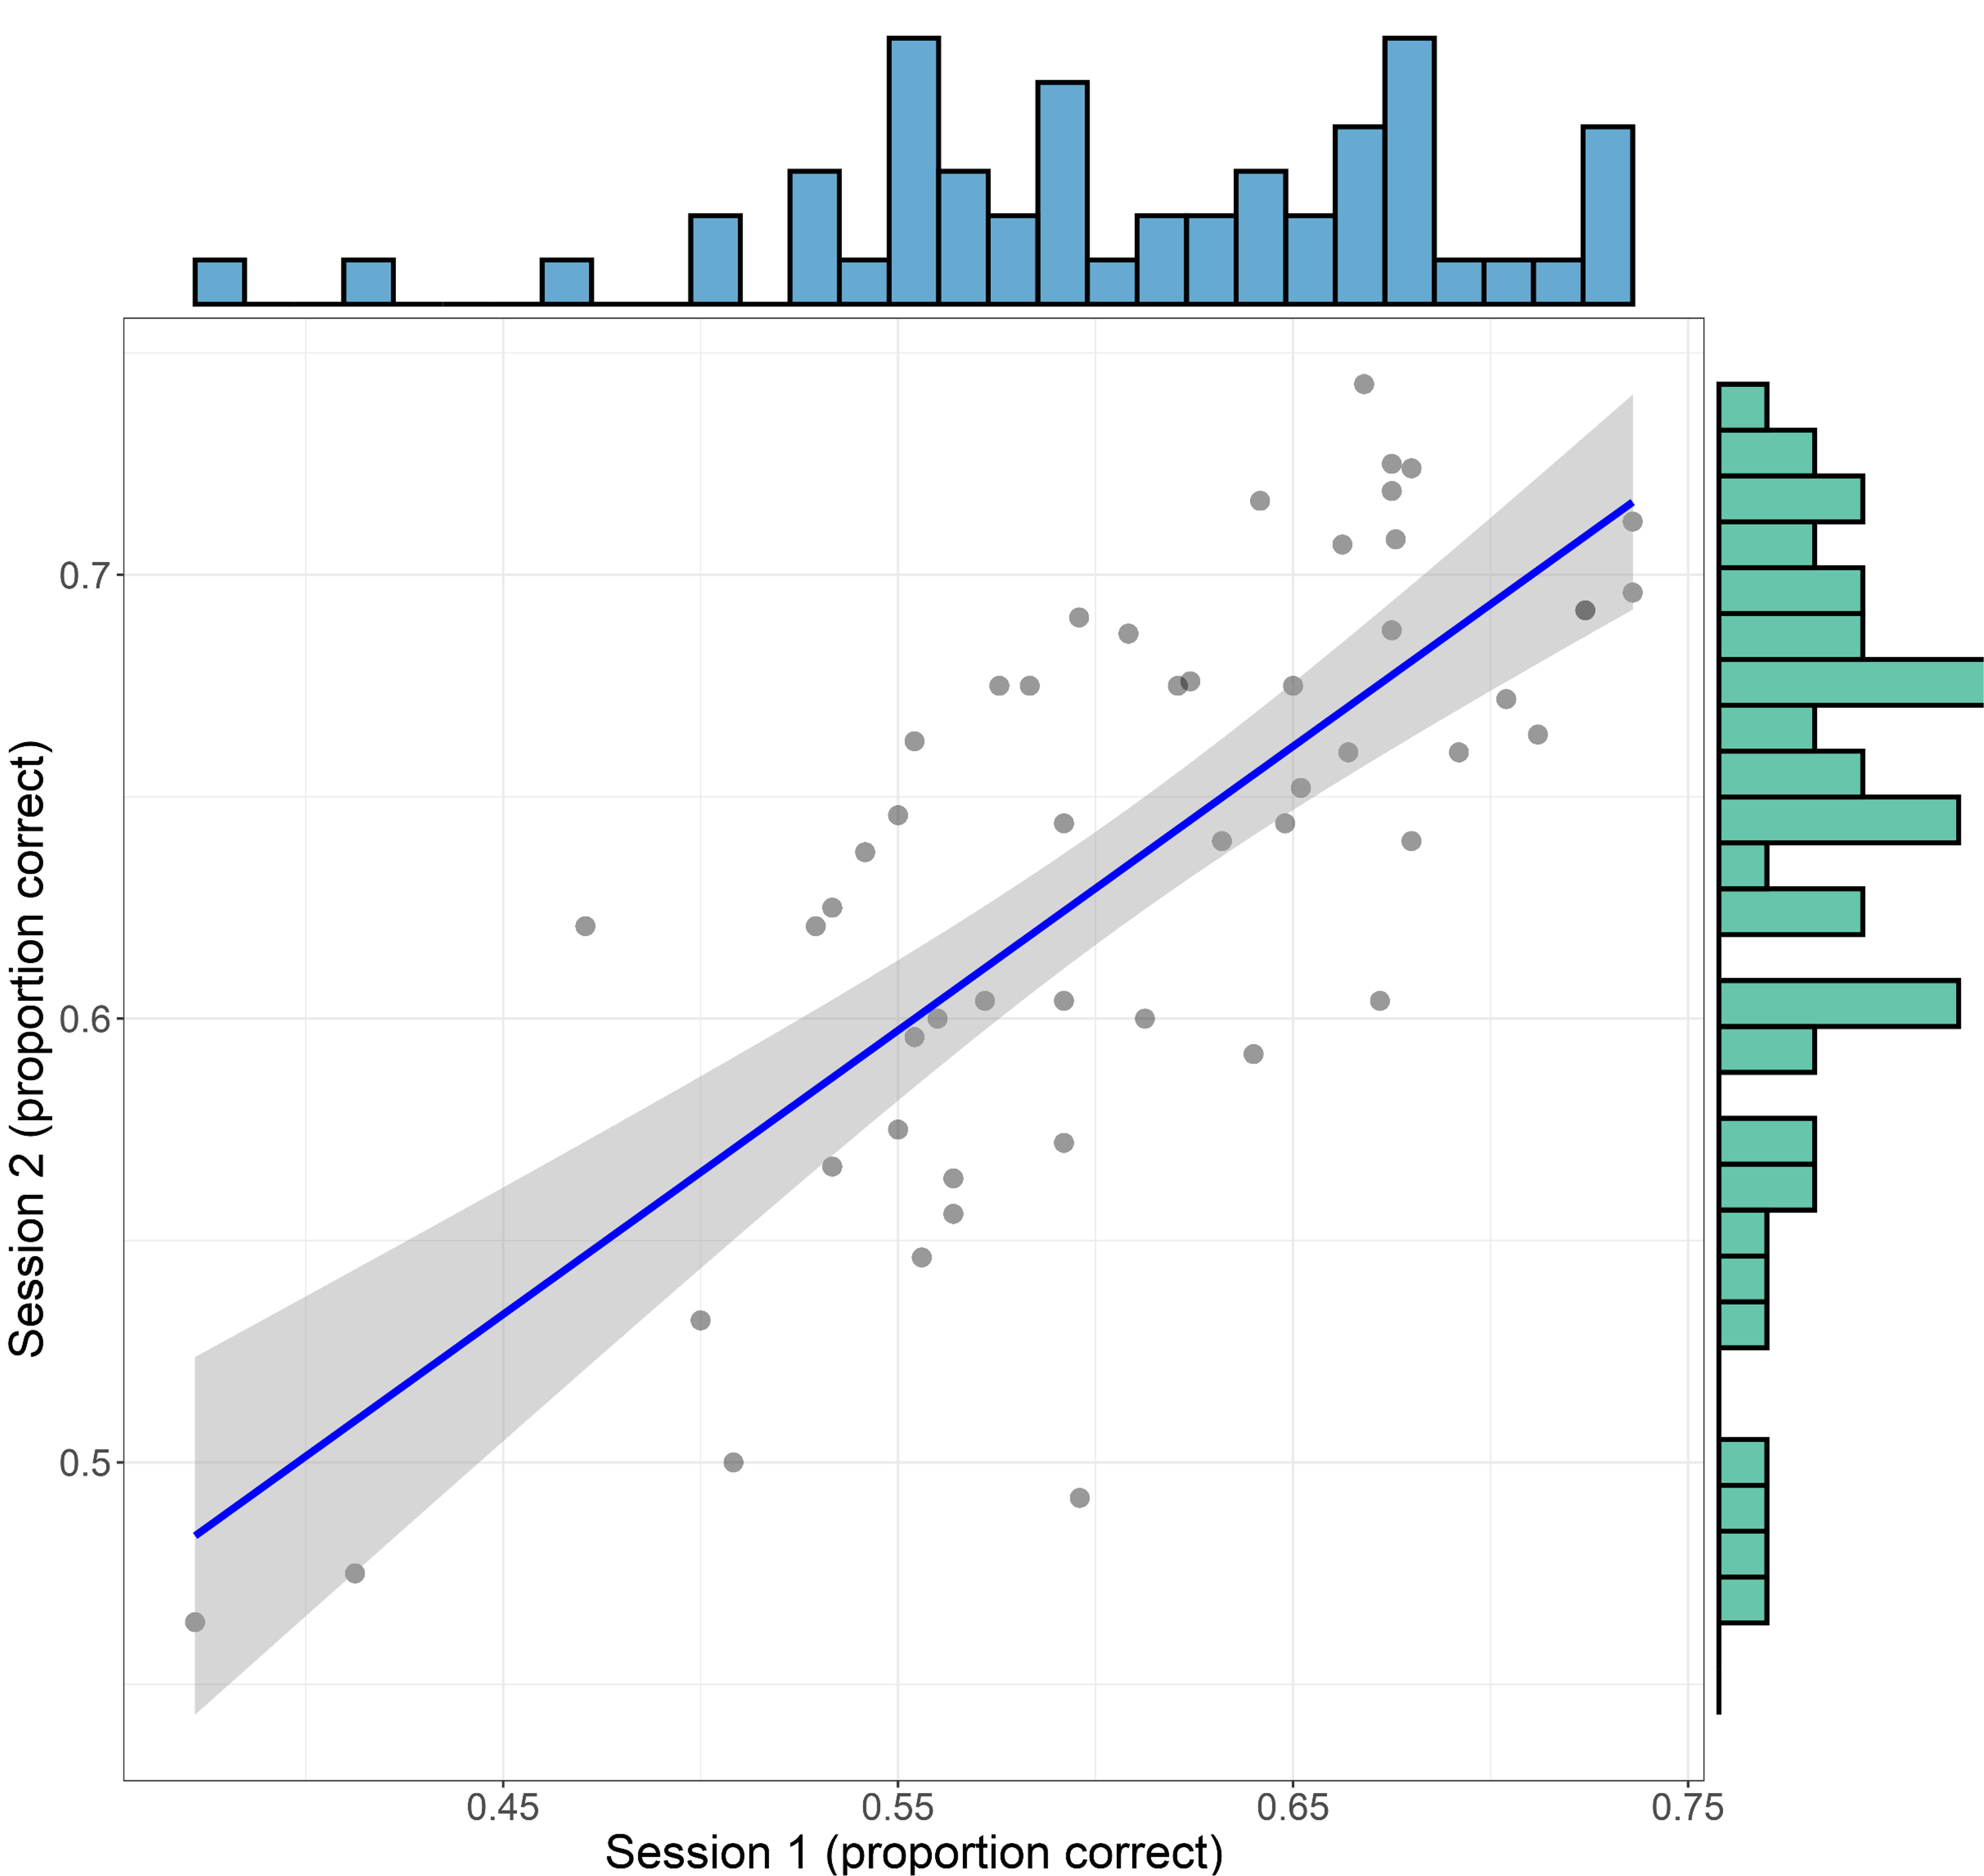 Session 2 (proportion correct)
0.7
0.6
0.5
0.45 0.55 0.65 0.75
Session 1 (proportion correct)